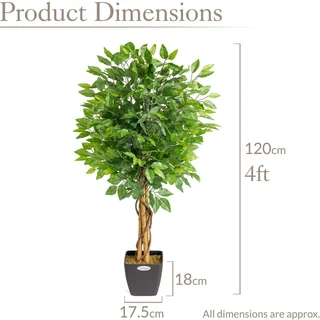 Product Dimensions
120cm
4ft
18cm
17.5cm
All dimensions are approx.